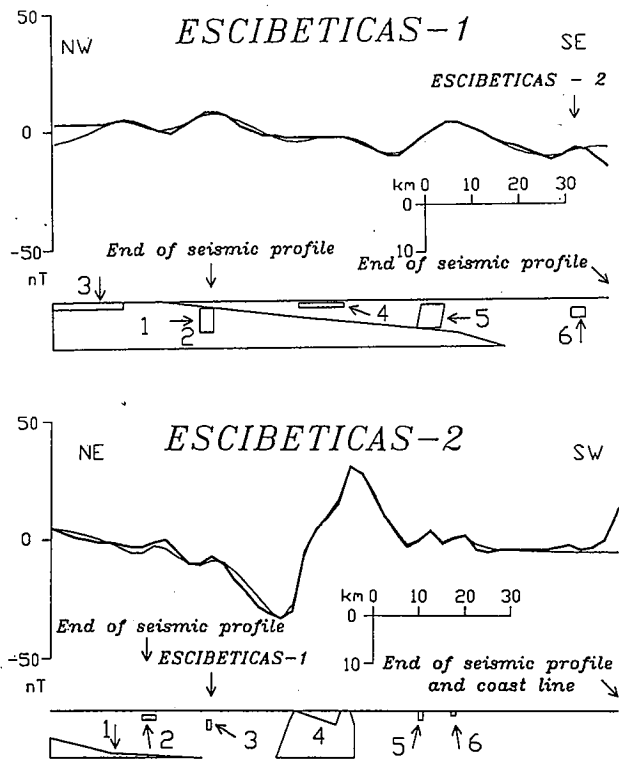 50
ESCIBETICAS-1
NW
SE
ESCIBETICAS - 2
0
km 0 10 20 30
0
10
-50
nT
End of seismic profile
End of seismic profile
3
1
2
4
5
6
50
ESCIBETICAS-2
NE
SW
0
km 0 10 20 30
0
10
End of seismic profile
ESCIBETICAS-1
-50
nT
End of seismic profile
and coast line
1
2
3
4
5
6